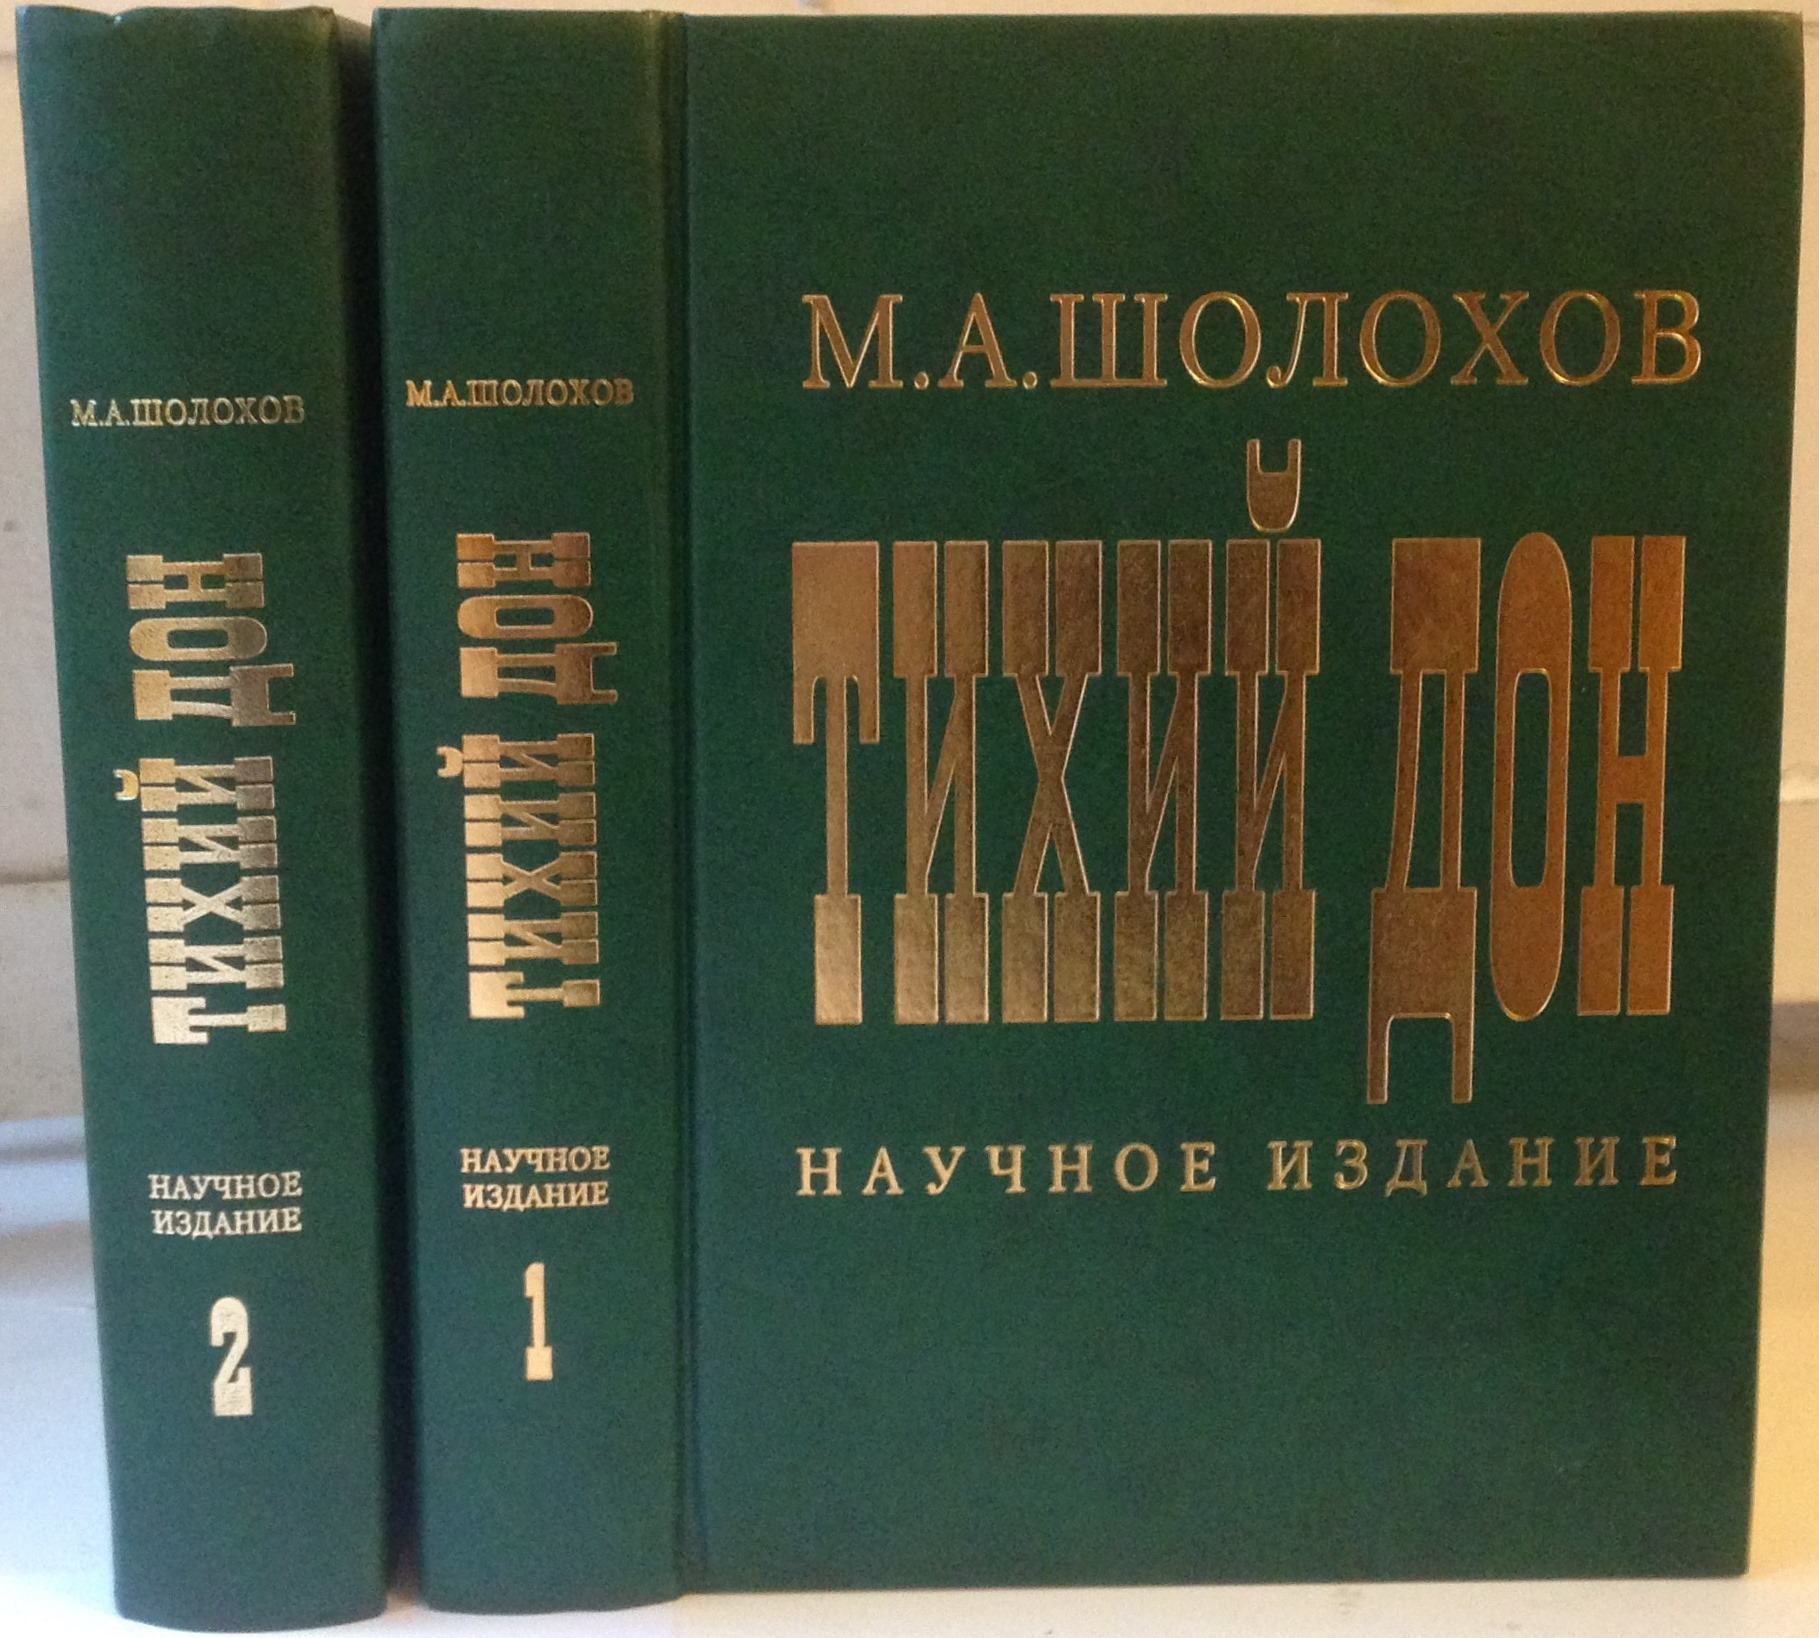 М.А.ШОЛОХОВ
ТИХИЙ ДОН
НАУЧНОЕ
ИЗДАНИЕ
2
М.А.ШОЛОХОВ
ТИХИЙ ДОН
НАУЧНОЕ
ИЗДАНИЕ
1
М.А.ШОЛОХОВ
ТИХИЙ ДОН
НАУЧНОЕ ИЗДАНИЕ